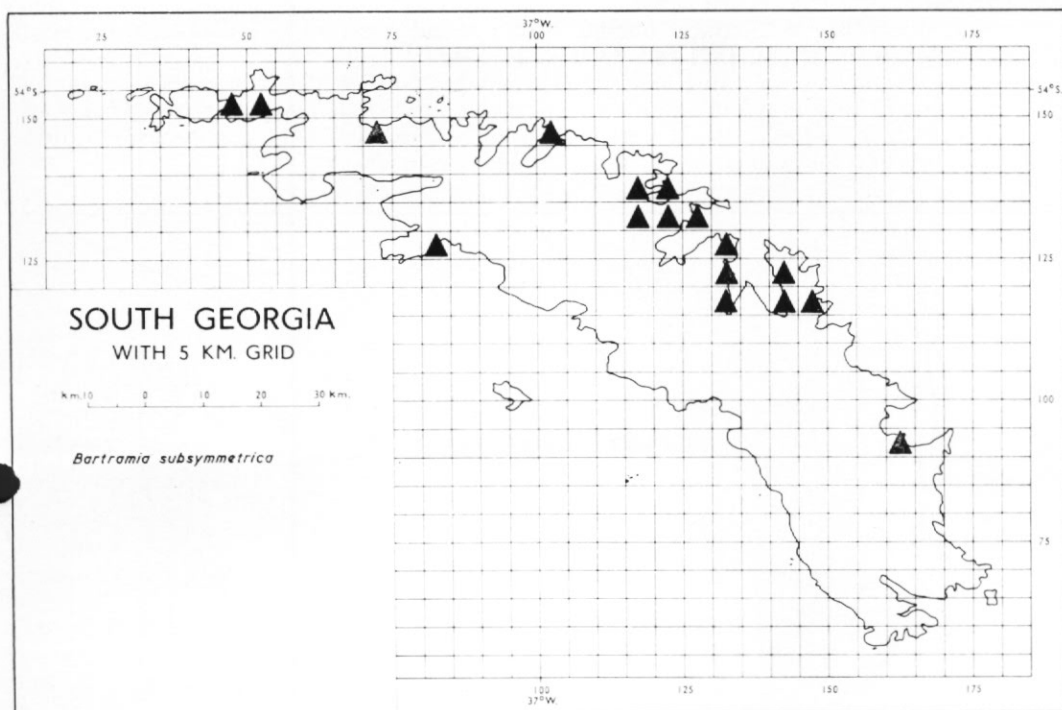 37°W.
25 50 75 100 125 150 175
54°S. 54°S.
150 150
125 125
SOUTH GEORGIA
WITH 5 KM. GRID
km.10 0 10 20 30 km.
100
Bartramia subsymmetrica
75
100 125 150 175
37°W.